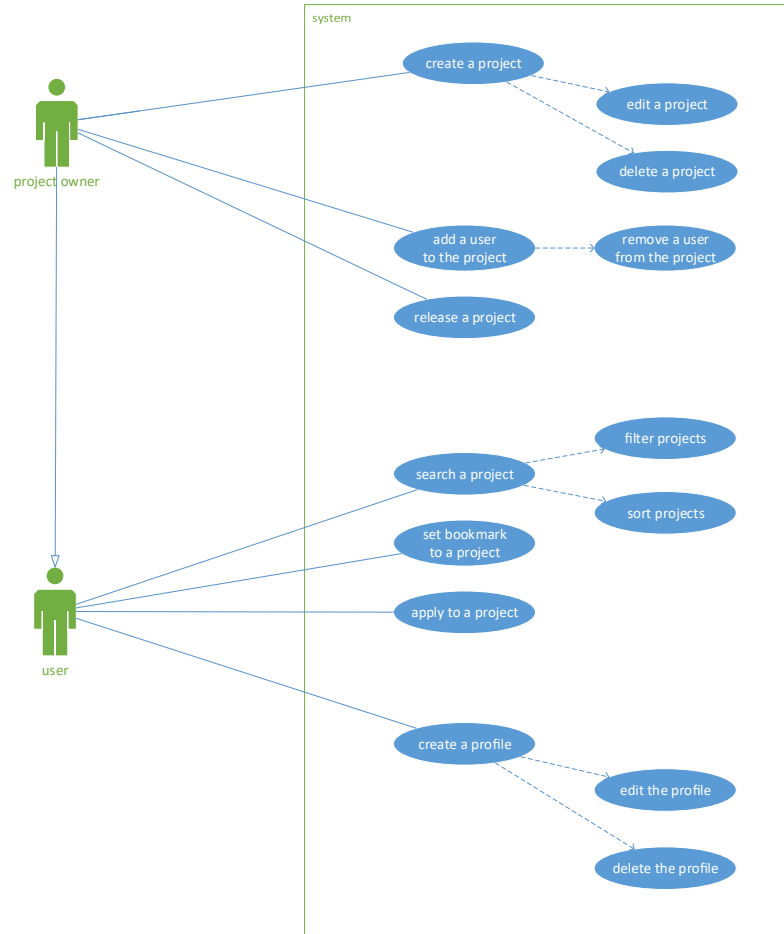 system
create a project
edit a project
delete a project
project owner
add a user
to the project
remove a user
from the project
release a project
filter projects
search a project
sort projects
set bookmark
to a project
apply to a project
user
create a profile
edit the profile
delete the profile